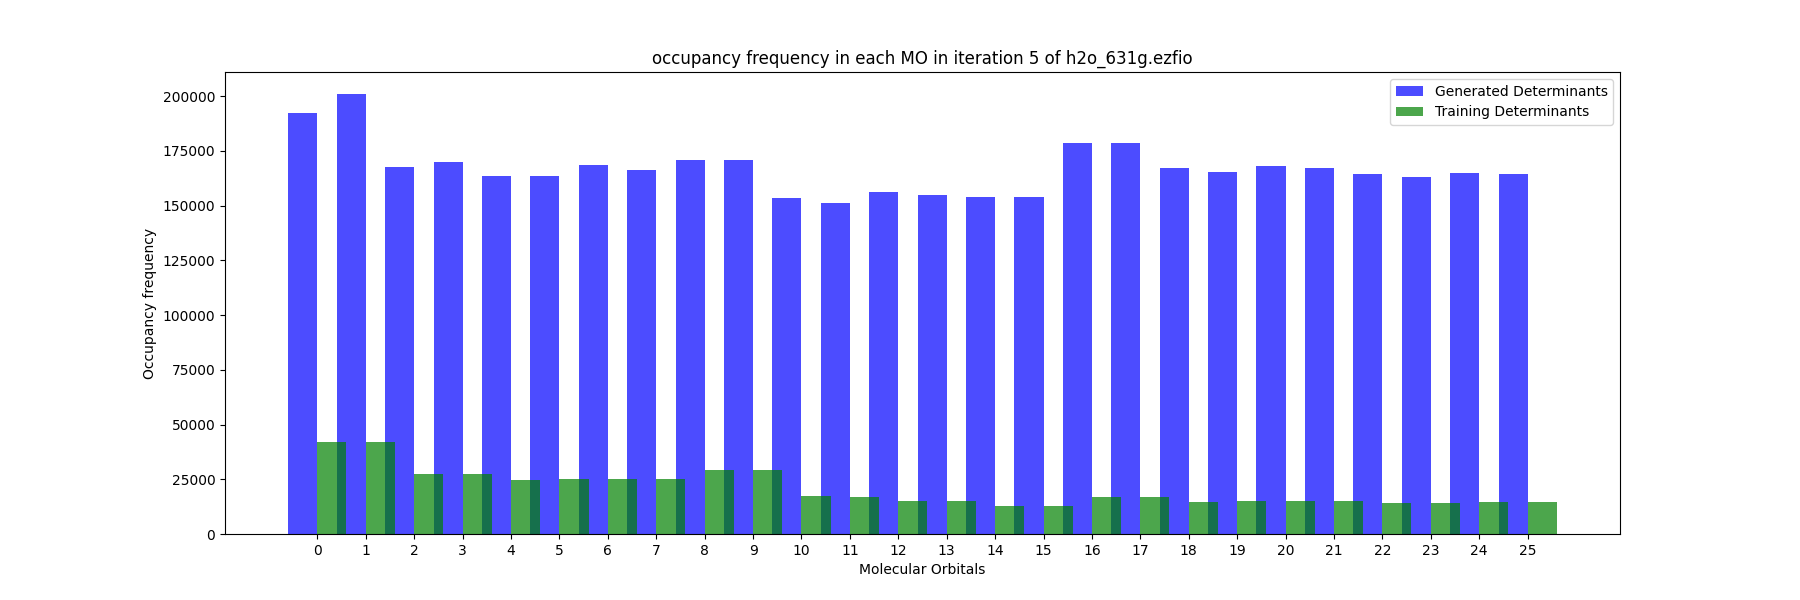 occupancy frequency in each MO in iteration 5 of h2o_631g.ezfio
Generated Determinants
Training Determinants
200000
175000
150000
125000
100000
75000
50000
25000
0
Occupancy frequency
0 1 2 3 4 5 6 7 8 9 10 11 12 13 14 15 16 17 18 19 20 21 22 23 24 25
Molecular Orbitals